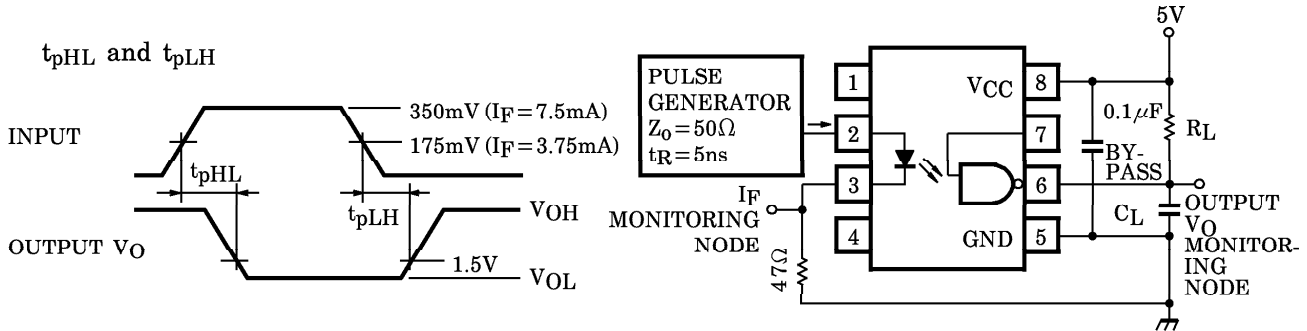 tpHL and tpLH
INPUT
350mV (IF=7.5mA)
175mV (IF=3.75mA)
tpHL
tpLH
VOH
OUTPUT VO
1.5V
VOL
PULSE
GENERATOR
Zo=50Ω
tR=5ns
IF
MONITORING
NODE
47Ω
1
2
3
4
VCC
GND
8
7
6
5
5V
0.1μF
RL
BY-
PASS
CL
OUTPUT
VO
MONITOR-
ING
NODE